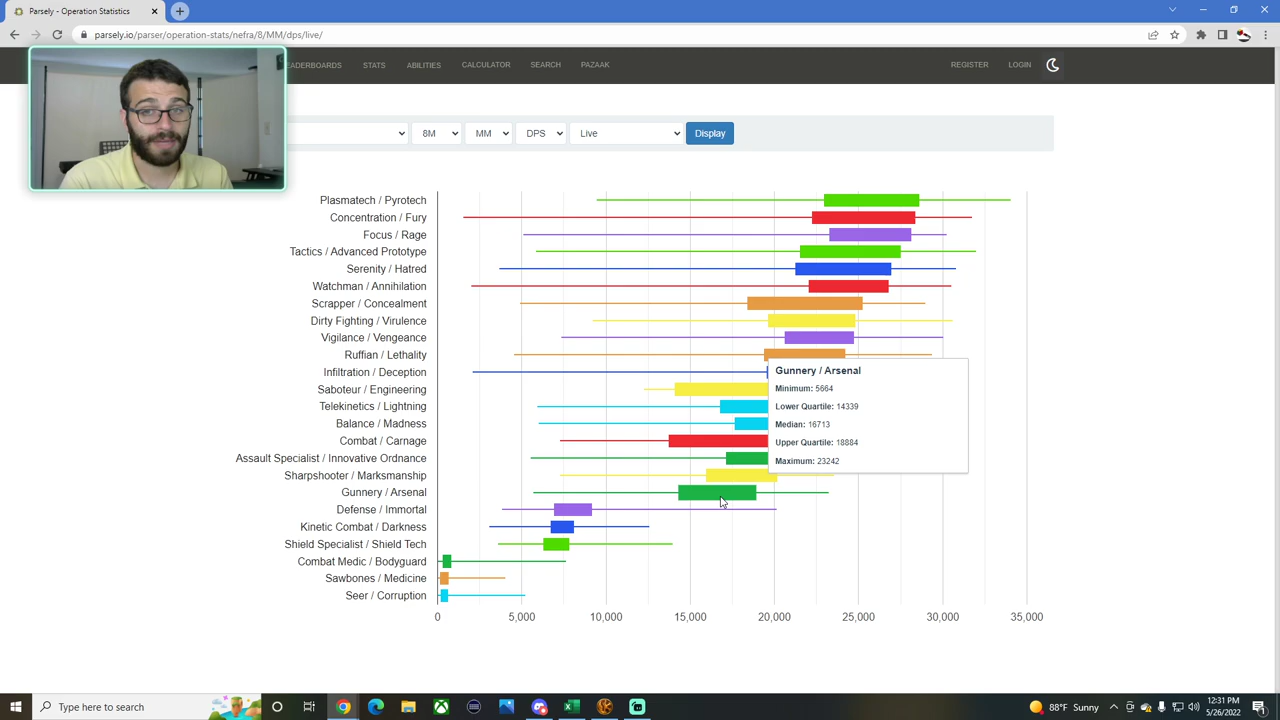 Parsely - Operation Stats
parsely.io/parser/operation-stats/nefra/8/MM/dps/live/
EADERBOARDS STATS ABILITIES CALCULATOR SEARCH PAZAAK REGISTER LOGIN
8M MM DPS Live Display
Plasmatech / Pyrotech
Concentration / Fury
Focus / Rage
Tactics / Advanced Prototype
Serenity / Hatred
Watchman / Annihilation
Scrapper / Concealment
Dirty Fighting / Virulence
Vigilance / Vengeance
Ruffian / Lethality
Infiltration / Deception
Saboteur / Engineering
Telekinetics / Lightning
Balance / Madness
Combat / Carnage
Assault Specialist / Innovative Ordnance
Sharpshooter / Marksmanship
Gunnery / Arsenal
Defense / Immortal
Kinetic Combat / Darkness
Shield Specialist / Shield Tech
Combat Medic / Bodyguard
Sawbones / Medicine
Seer / Corruption
Gunnery / Arsenal
Minimum: 5664
Lower Quartile: 14339
Median: 16713
Upper Quartile: 18884
Maximum: 23242
0 5,000 10,000 15,000 20,000 25,000 30,000 35,000
Type here to search
88°F Sunny
12:31 PM
5/26/2022